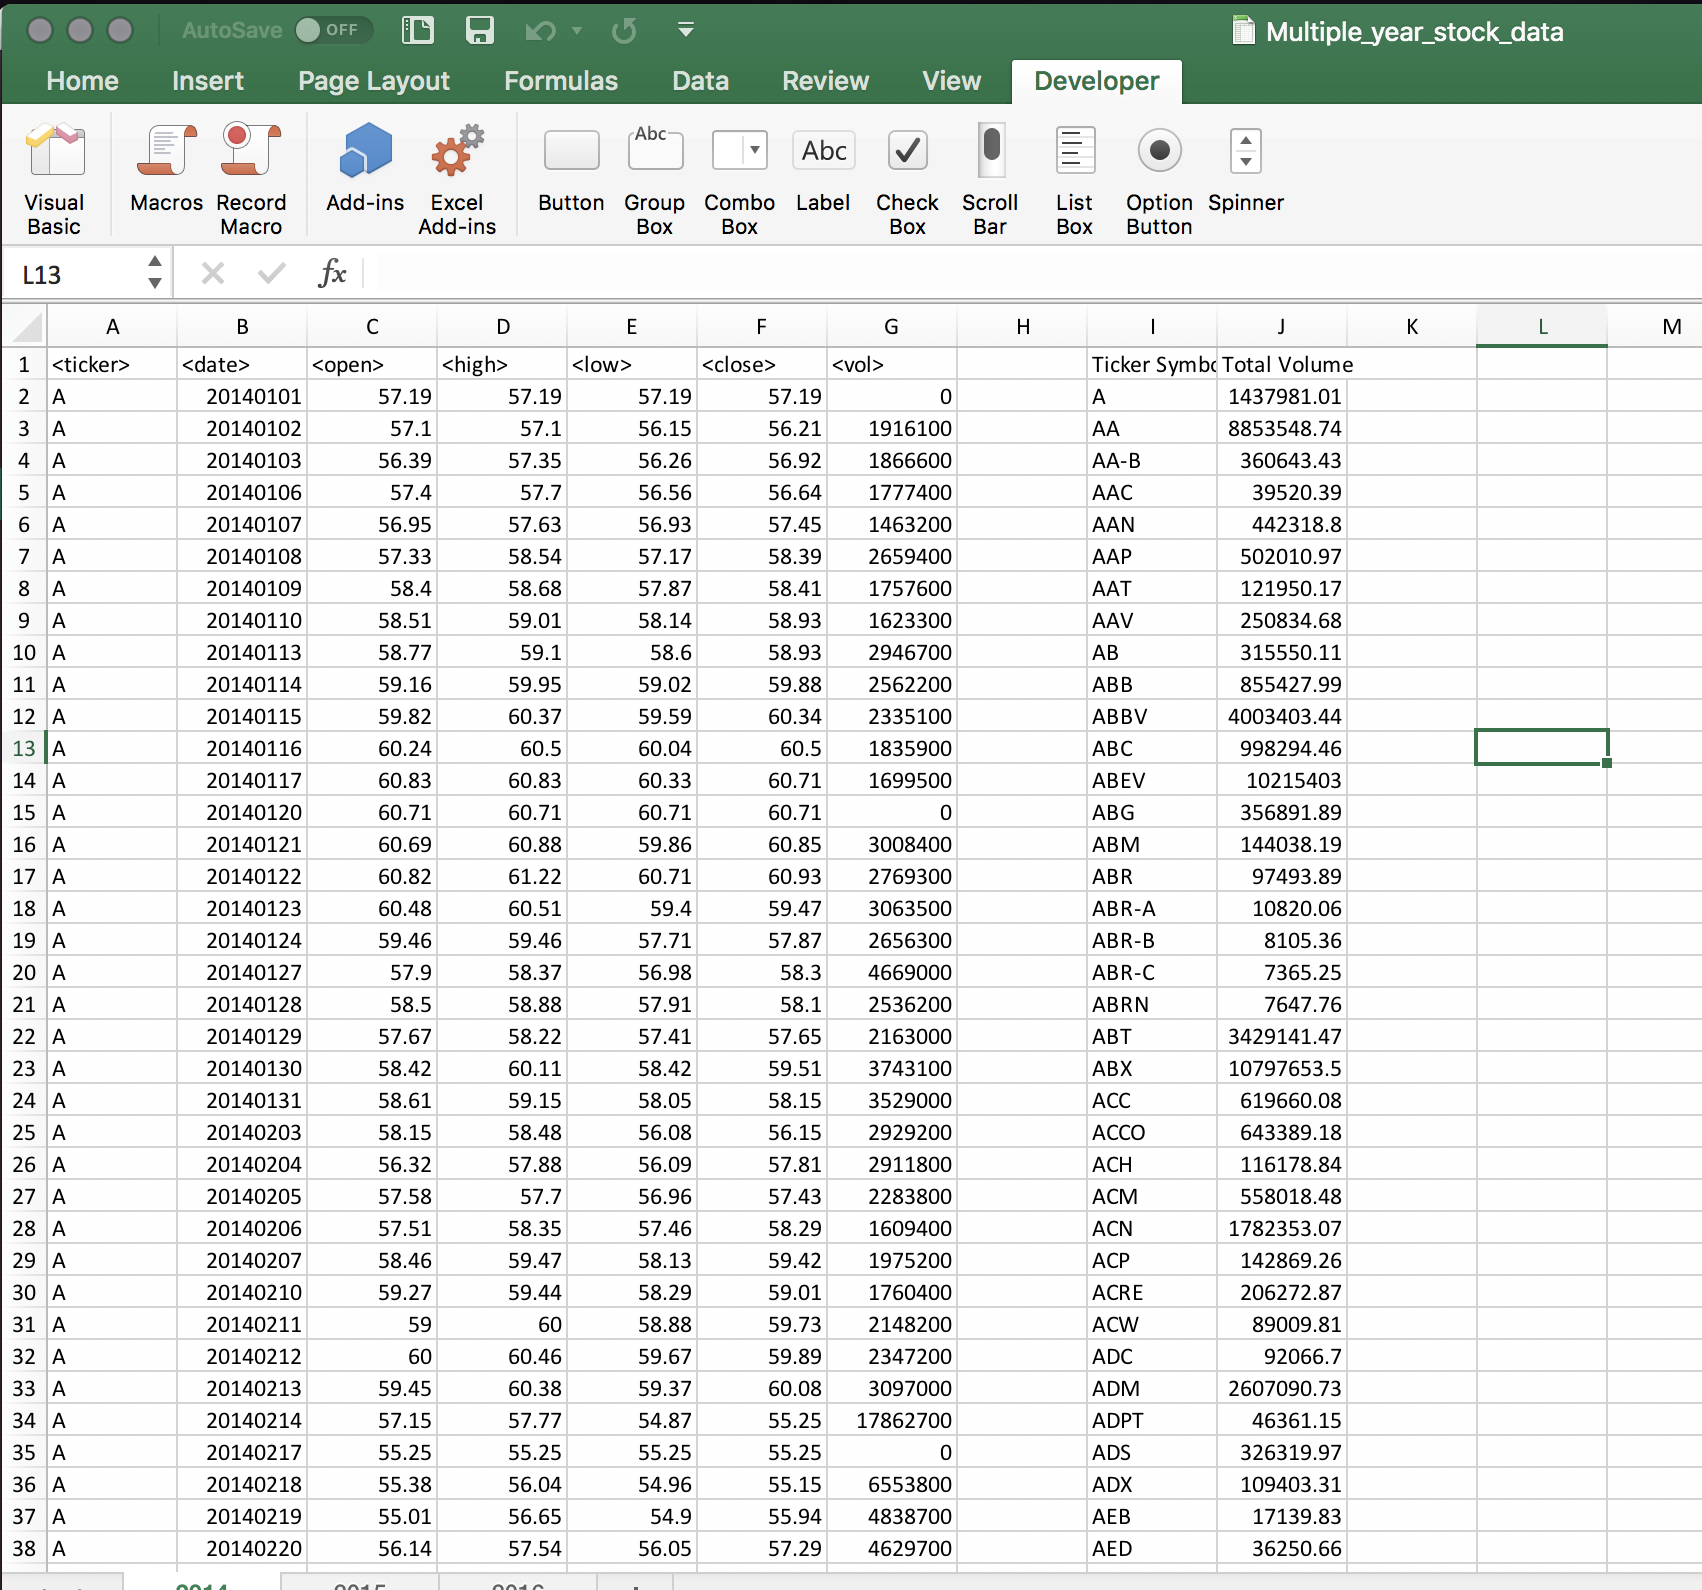 AutoSave OFF Multiple_year_stock_data
Home Insert Page Layout Formulas Data Review View Developer
Abc Abc
Visual Basic Macros Record Macro Add-ins Excel Add-ins Button Group Box Combo Box Label Check Box Scroll Bar List Box Option Button Spinner
L13 fx
A B C D E F G H I J K L M
1 <ticker> <date> <open> <high> <low> <close> <vol> Ticker Symbo Total Volume
2 A 20140101 57.19 57.19 57.19 57.19 0 A 1437981.01
3 A 20140102 57.1 57.1 56.15 56.21 1916100 AA 8853548.74
4 A 20140103 56.39 57.35 56.26 56.92 1866600 AA-B 360643.43
5 A 20140106 57.4 57.7 56.56 56.64 1777400 AAC 39520.39
6 A 20140107 56.95 57.63 56.93 57.45 1463200 AAN 442318.8
7 A 20140108 57.33 58.54 57.17 58.39 2659400 AAP 502010.97
8 A 20140109 58.4 58.68 57.87 58.41 1757600 AAT 121950.17
9 A 20140110 58.51 59.01 58.14 58.93 1623300 AAV 250834.68
10 A 20140113 58.77 59.1 58.6 58.93 2946700 AB 315550.11
11 A 20140114 59.16 59.95 59.02 59.88 2562200 ABB 855427.99
12 A 20140115 59.82 60.37 59.59 60.34 2335100 ABBV 4003403.44
13 A 20140116 60.24 60.5 60.04 60.5 1835900 ABC 998294.46
14 A 20140117 60.83 60.83 60.33 60.71 1699500 ABEV 10215403
15 A 20140120 60.71 60.71 60.71 60.71 0 ABG 356891.89
16 A 20140121 60.69 60.88 59.86 60.85 3008400 ABM 144038.19
17 A 20140122 60.82 61.22 60.71 60.93 2769300 ABR 97493.89
18 A 20140123 60.48 60.51 59.4 59.47 3063500 ABR-A 10820.06
19 A 20140124 59.46 59.46 57.71 57.87 2656300 ABR-B 8105.36
20 A 20140127 57.9 58.37 56.98 58.3 4669000 ABR-C 7365.25
21 A 20140128 58.5 58.88 57.91 58.1 2536200 ABRN 7647.76
22 A 20140129 57.67 58.22 57.41 57.65 2163000 ABT 3429141.47
23 A 20140130 58.42 60.11 58.42 59.51 3743100 ABX 10797653.5
24 A 20140131 58.61 59.15 58.05 58.15 3529000 ACC 619660.08
25 A 20140203 58.15 58.48 56.08 56.15 2929200 ACCO 643389.18
26 A 20140204 56.32 57.88 56.09 57.81 2911800 ACH 116178.84
27 A 20140205 57.58 57.7 56.96 57.43 2283800 ACM 558018.48
28 A 20140206 57.51 58.35 57.46 58.29 1609400 ACN 1782353.07
29 A 20140207 58.46 59.47 58.13 59.42 1975200 ACP 142869.26
30 A 20140210 59.27 59.44 58.29 59.01 1760400 ACRE 206272.87
31 A 20140211 59 60 58.88 59.73 2148200 ACW 89009.81
32 A 20140212 60 60.46 59.67 59.89 2347200 ADC 92066.7
33 A 20140213 59.45 60.38 59.37 60.08 3097000 ADM 2607090.73
34 A 20140214 57.15 57.77 54.87 55.25 17862700 ADPT 46361.15
35 A 20140217 55.25 55.25 55.25 55.25 0 ADS 326319.97
36 A 20140218 55.38 56.04 54.96 55.15 6553800 ADX 109403.31
37 A 20140219 55.01 56.65 54.9 55.94 4838700 AEB 17139.83
38 A 20140220 56.14 57.54 56.05 57.29 4629700 AED 36250.66
2014 2015 2016